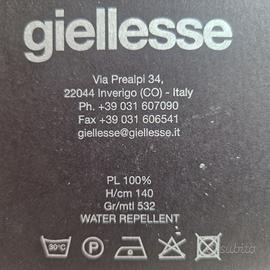 giellesse
Via Prealpi 34,
22044 Inverigo (CO) - Italy
Ph. +39 031 607090
Fax +39 031 606541
giellesse@giellesse.it
PL 100%
H/cm 140
Gr/mtl 532
WATER REPELLENT
30°C P
subito